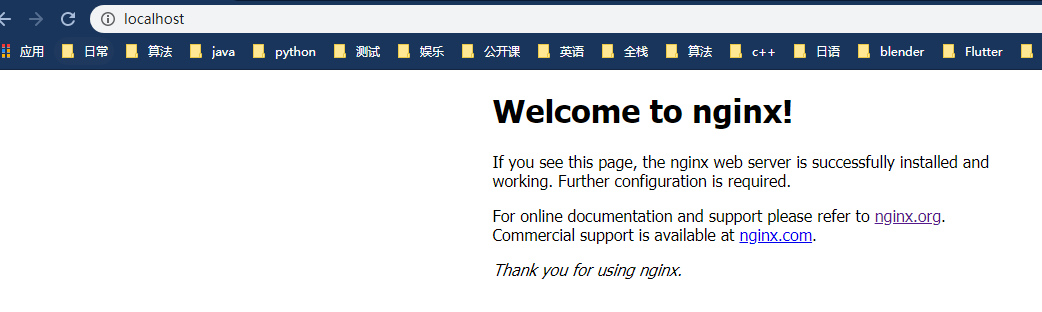 localhost
应用 日常 算法 java python 测试 娱乐 公开课 英语 全栈 算法 c++ 日语 blender Flutter
Welcome to nginx!
If you see this page, the nginx web server is successfully installed and
working. Further configuration is required.
For online documentation and support please refer to nginx.org.
Commercial support is available at nginx.com.
Thank you for using nginx.